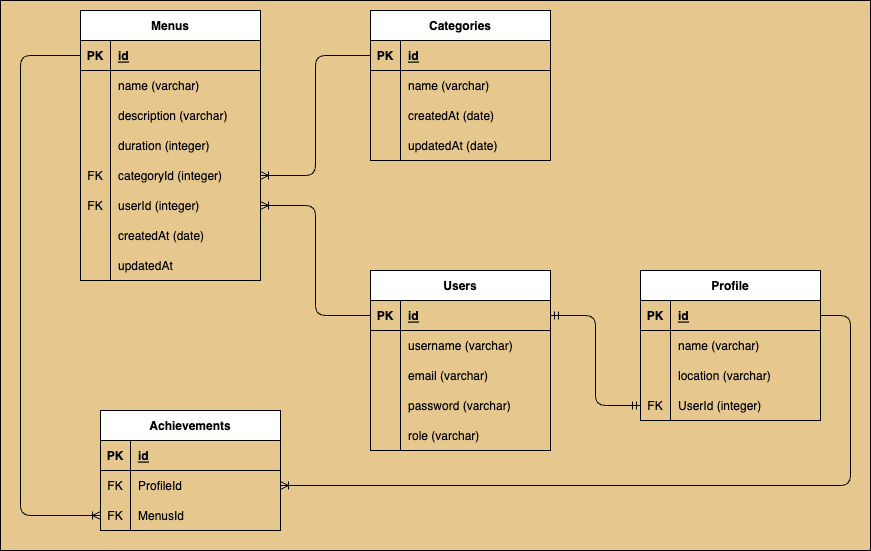 Menus
PK id
name (varchar)
description (varchar)
duration (integer)
FK categoryId (integer)
FK userId (integer)
createdAt (date)
updatedAt
Categories
PK id
name (varchar)
createdAt (date)
updatedAt (date)
Users
PK id
username (varchar)
email (varchar)
password (varchar)
role (varchar)
Profile
PK id
name (varchar)
location (varchar)
FK UserId (integer)
Achievements
PK id
FK ProfileId
FK MenusId